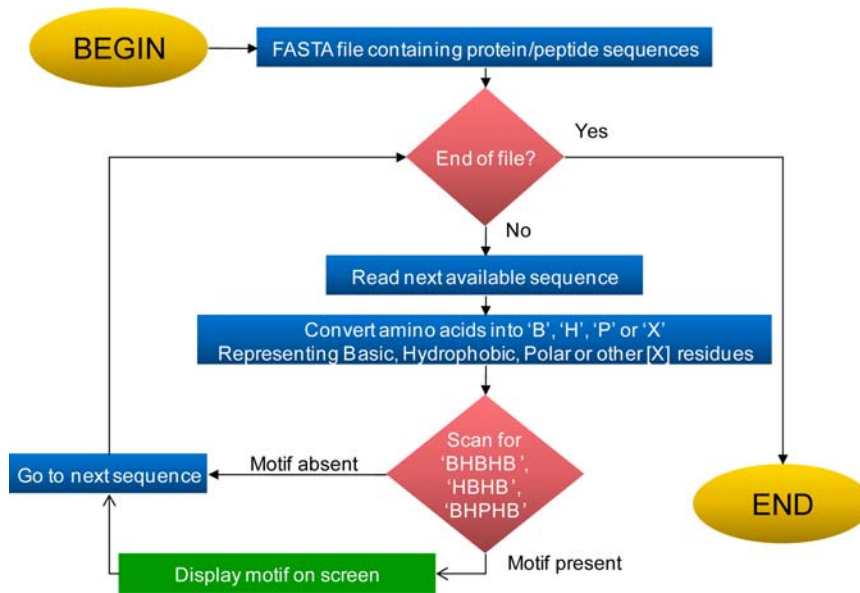 BEGIN
FASTA file containing protein/peptide sequences
End of file?
Yes
No
Read next available sequence
Convert amino acids into ‘B’, ‘H’, ‘P’ or ‘X’
Representing Basic, Hydrophobic, Polar or other [X] residues
Scan for
‘BHBHB’,
‘HBHB’,
‘BHPHB’
Motif absent
Go to next sequence
Motif present
Display motif on screen
END